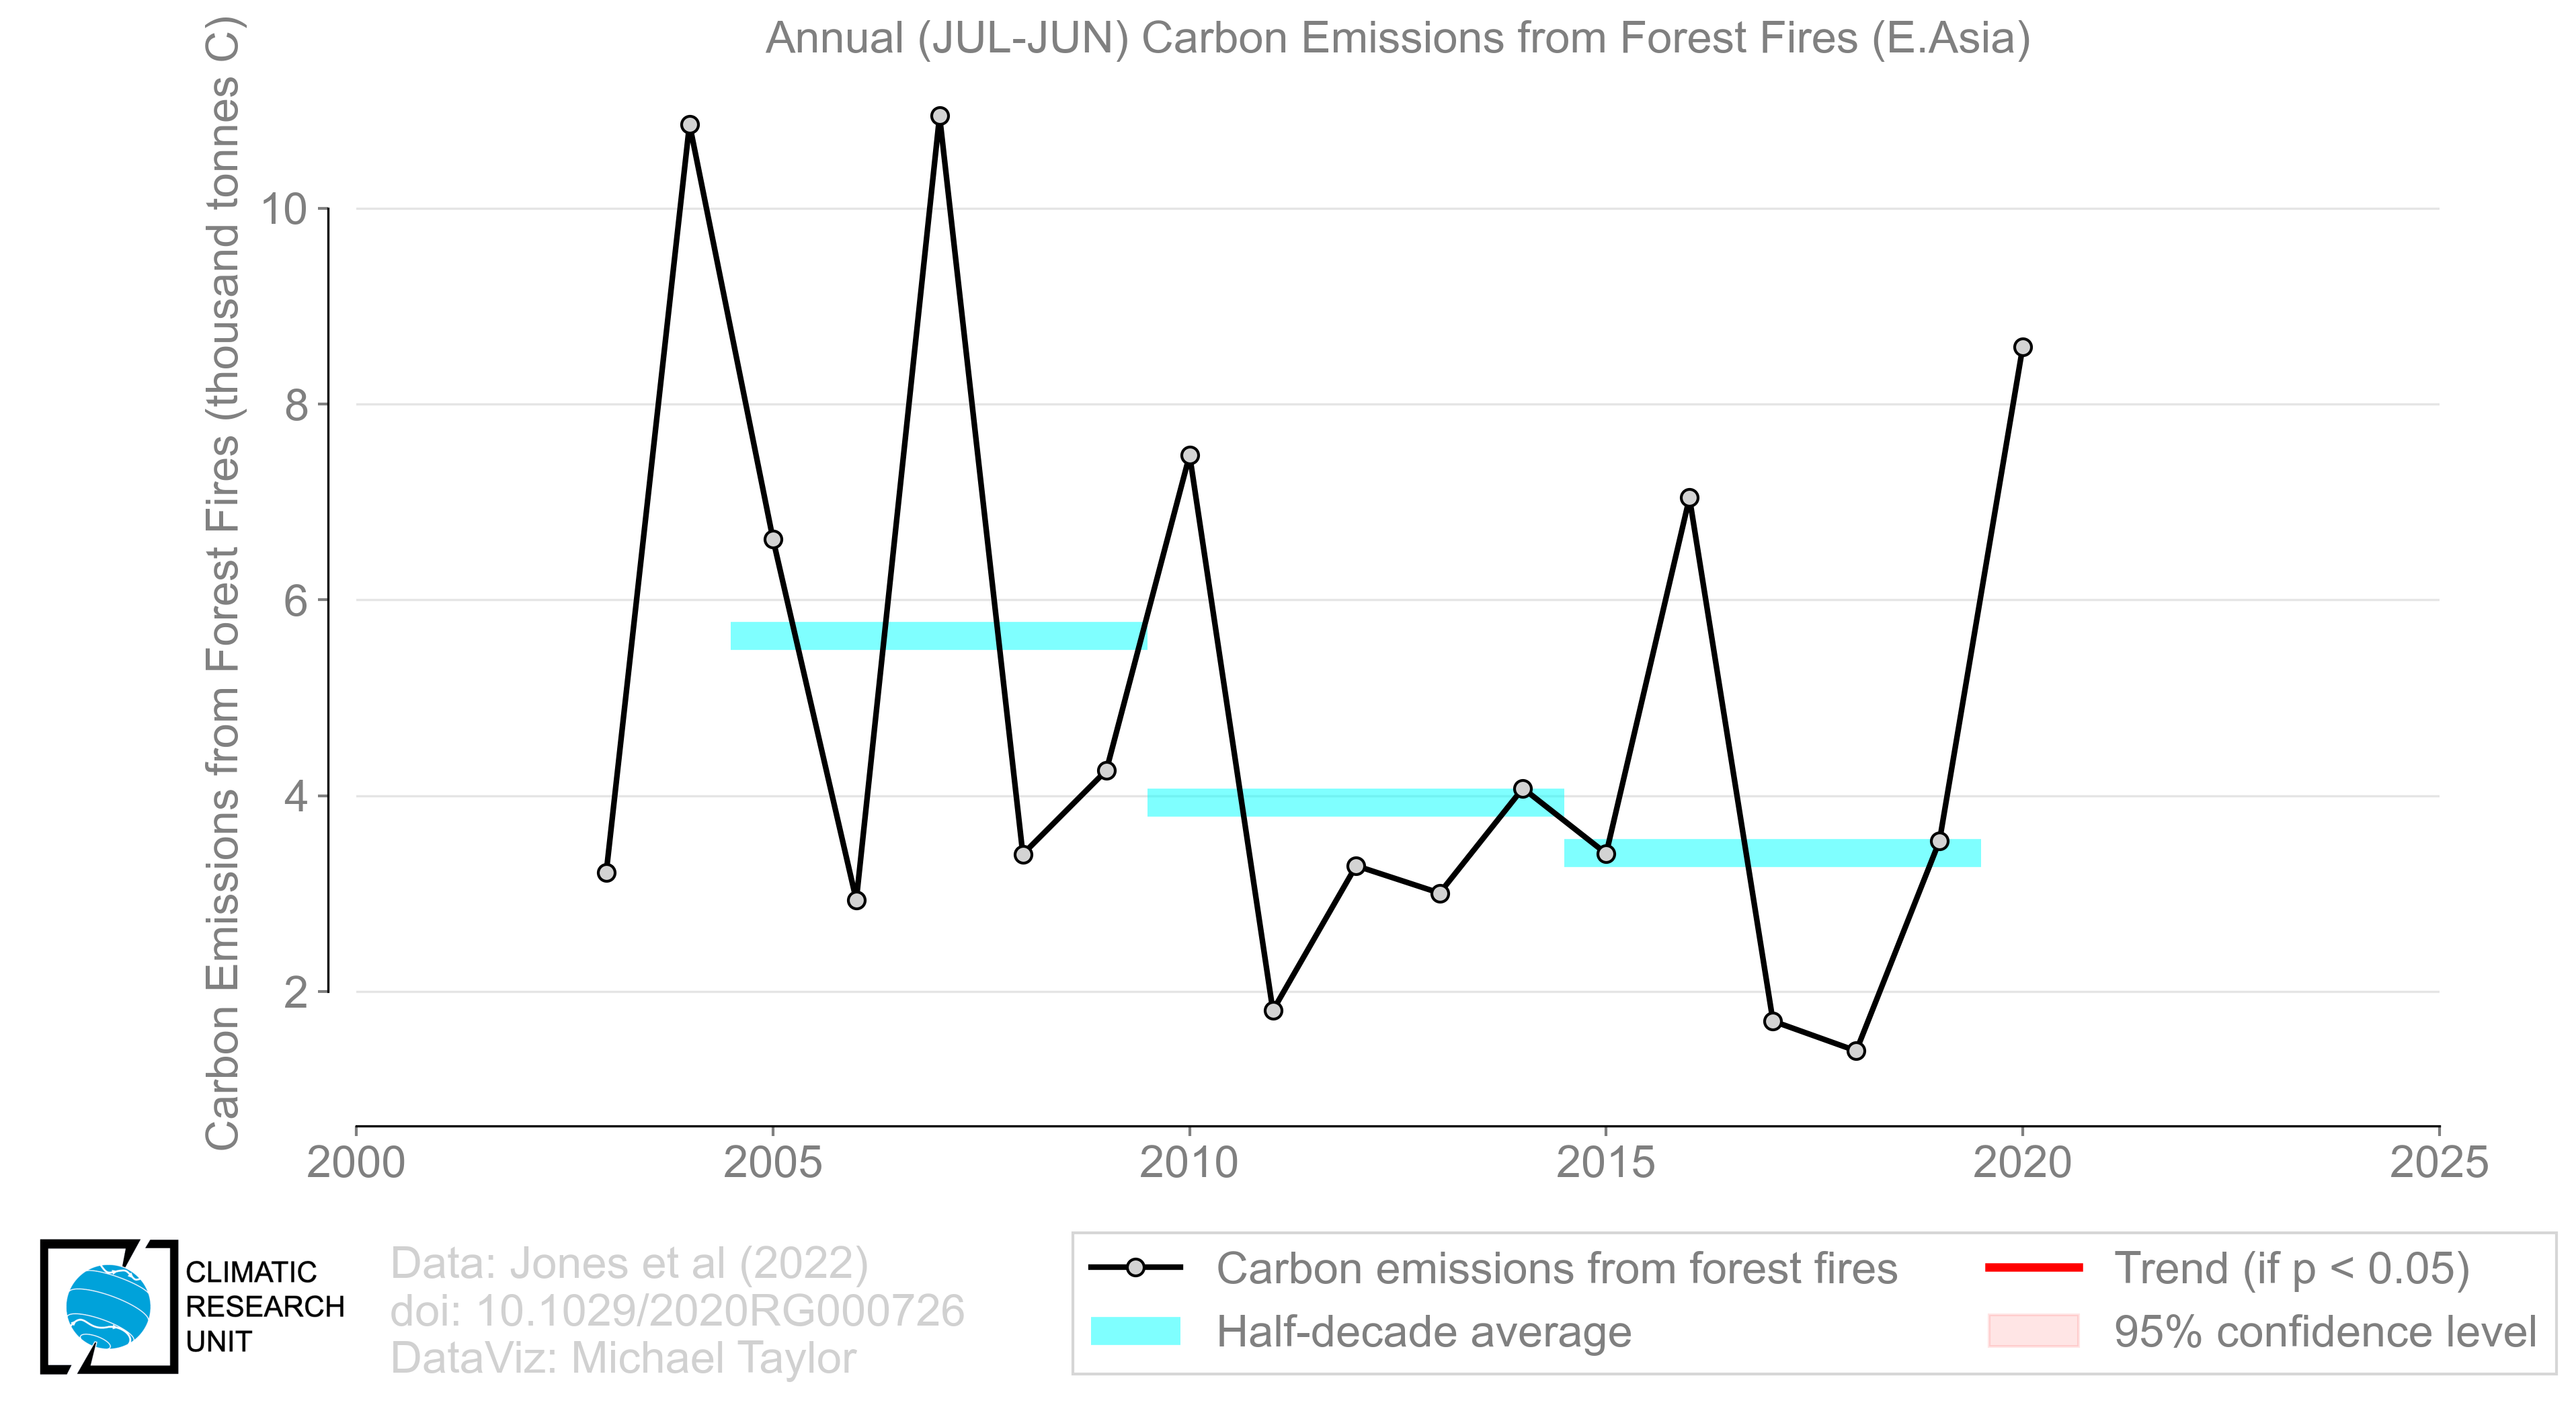 Annual (JUL-JUN) Carbon Emissions from Forest Fires (E.Asia)
Carbon Emissions from Forest Fires (thousand tonnes C)
10
8
6
4
2
2000
2005
2010
2015
2020
2025
CLIMATIC
RESEARCH
UNIT
Data: Jones et al (2022)
doi: 10.1029/2020RG000726
DataViz: Michael Taylor
Carbon emissions from forest fires
Half-decade average
Trend (if p < 0.05)
95% confidence level